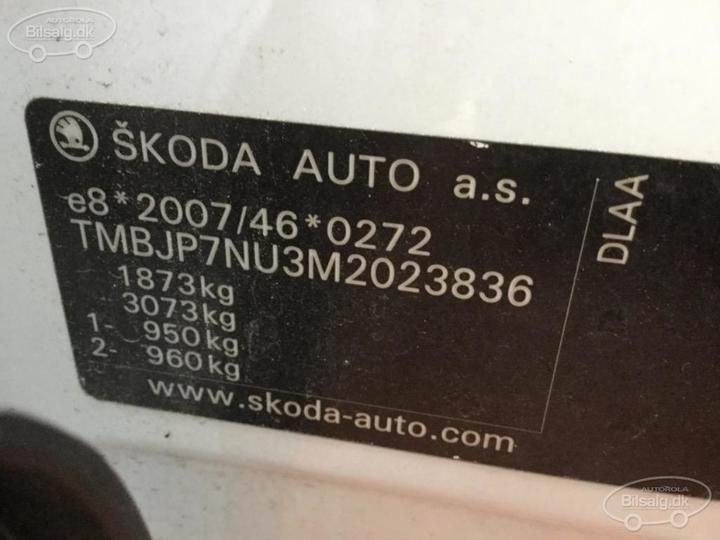 AUTOROLA
Bilsalg.dk
ŠKODA AUTO a.s.
e8*2007/46*0272
TMBJP7NU3M2023836
1873kg
3073kg
1- 950kg
2- 960kg
www.skoda-auto.com
DLAA
AUTOROLA
Bilsalg.dk